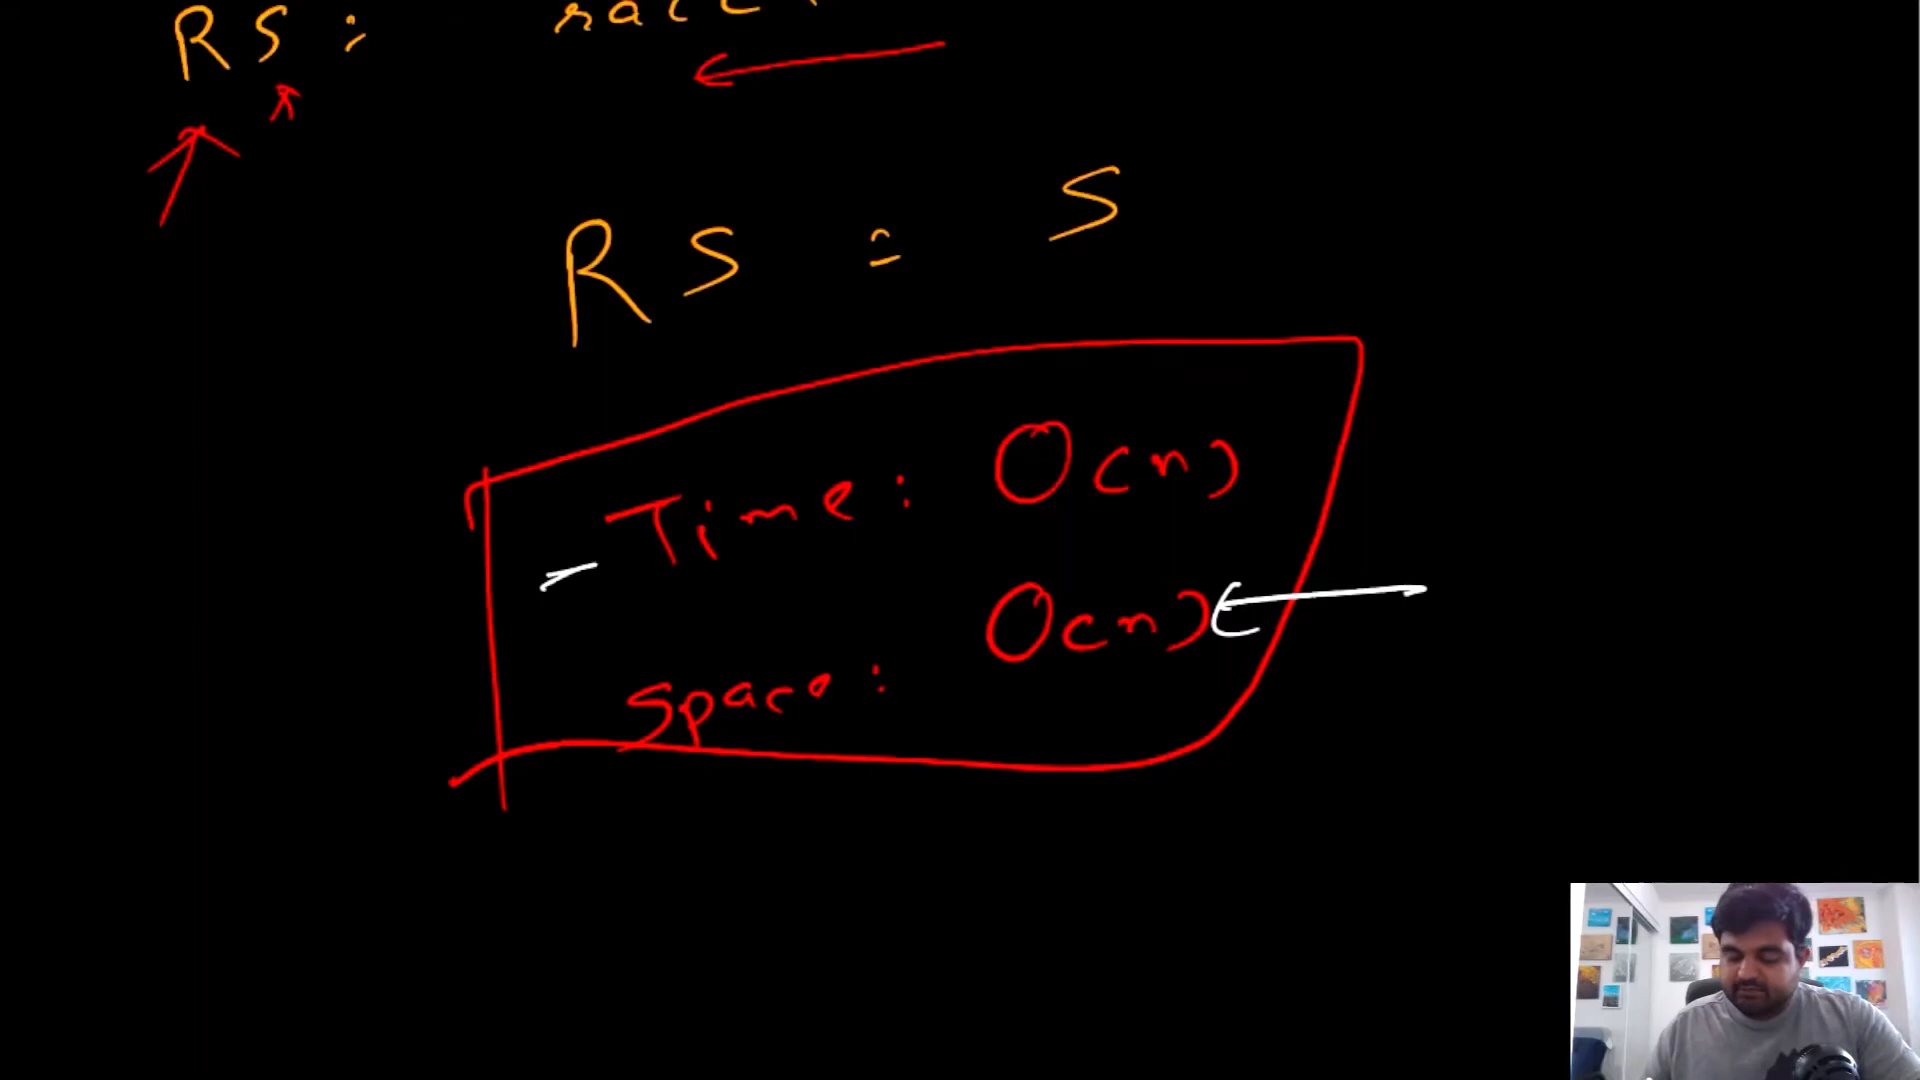 RS:
RS = S
Time: O(n)
Space: O(n)